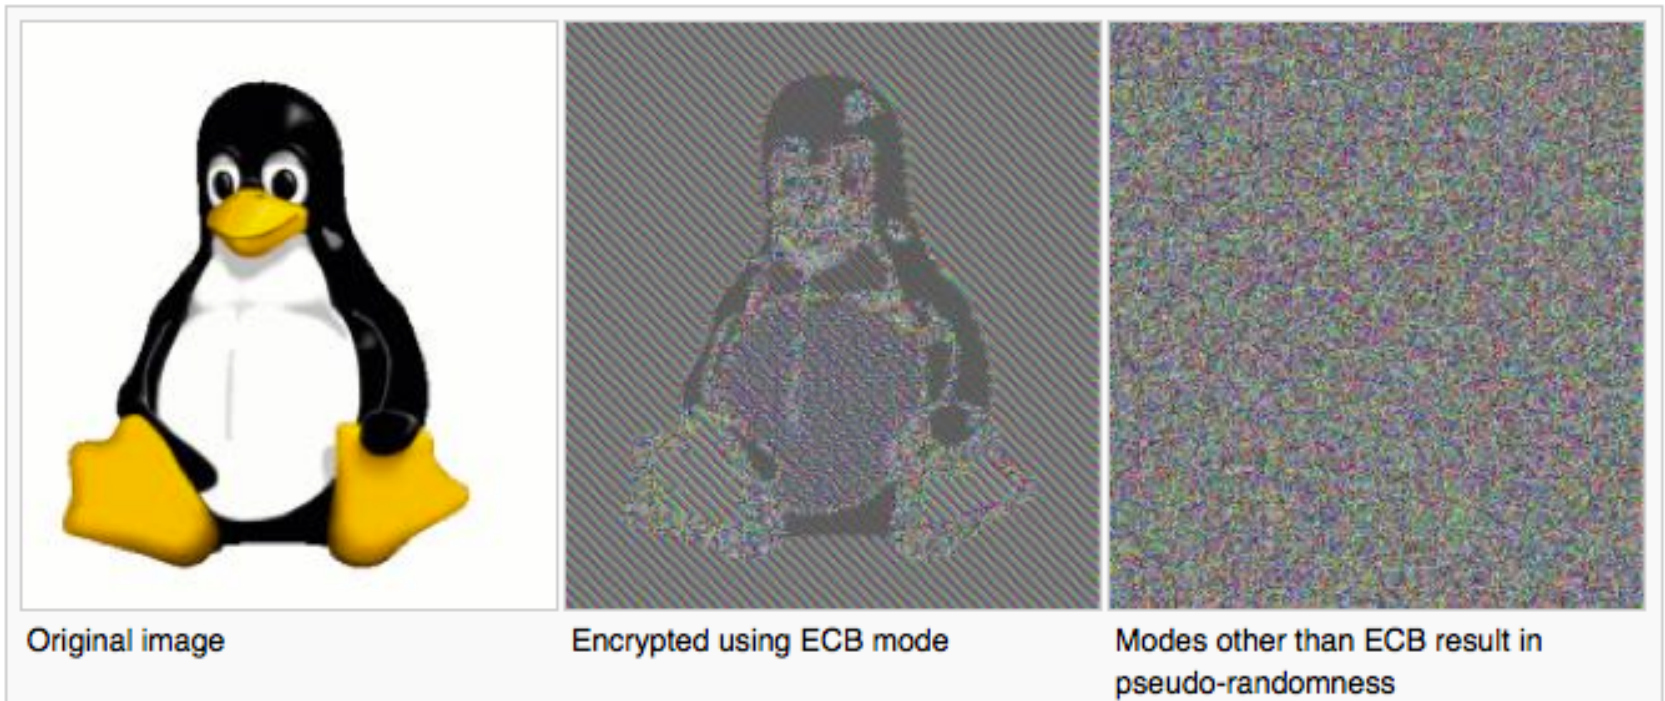 Original image
Encrypted using ECB mode
Modes other than ECB result in
pseudo-randomness